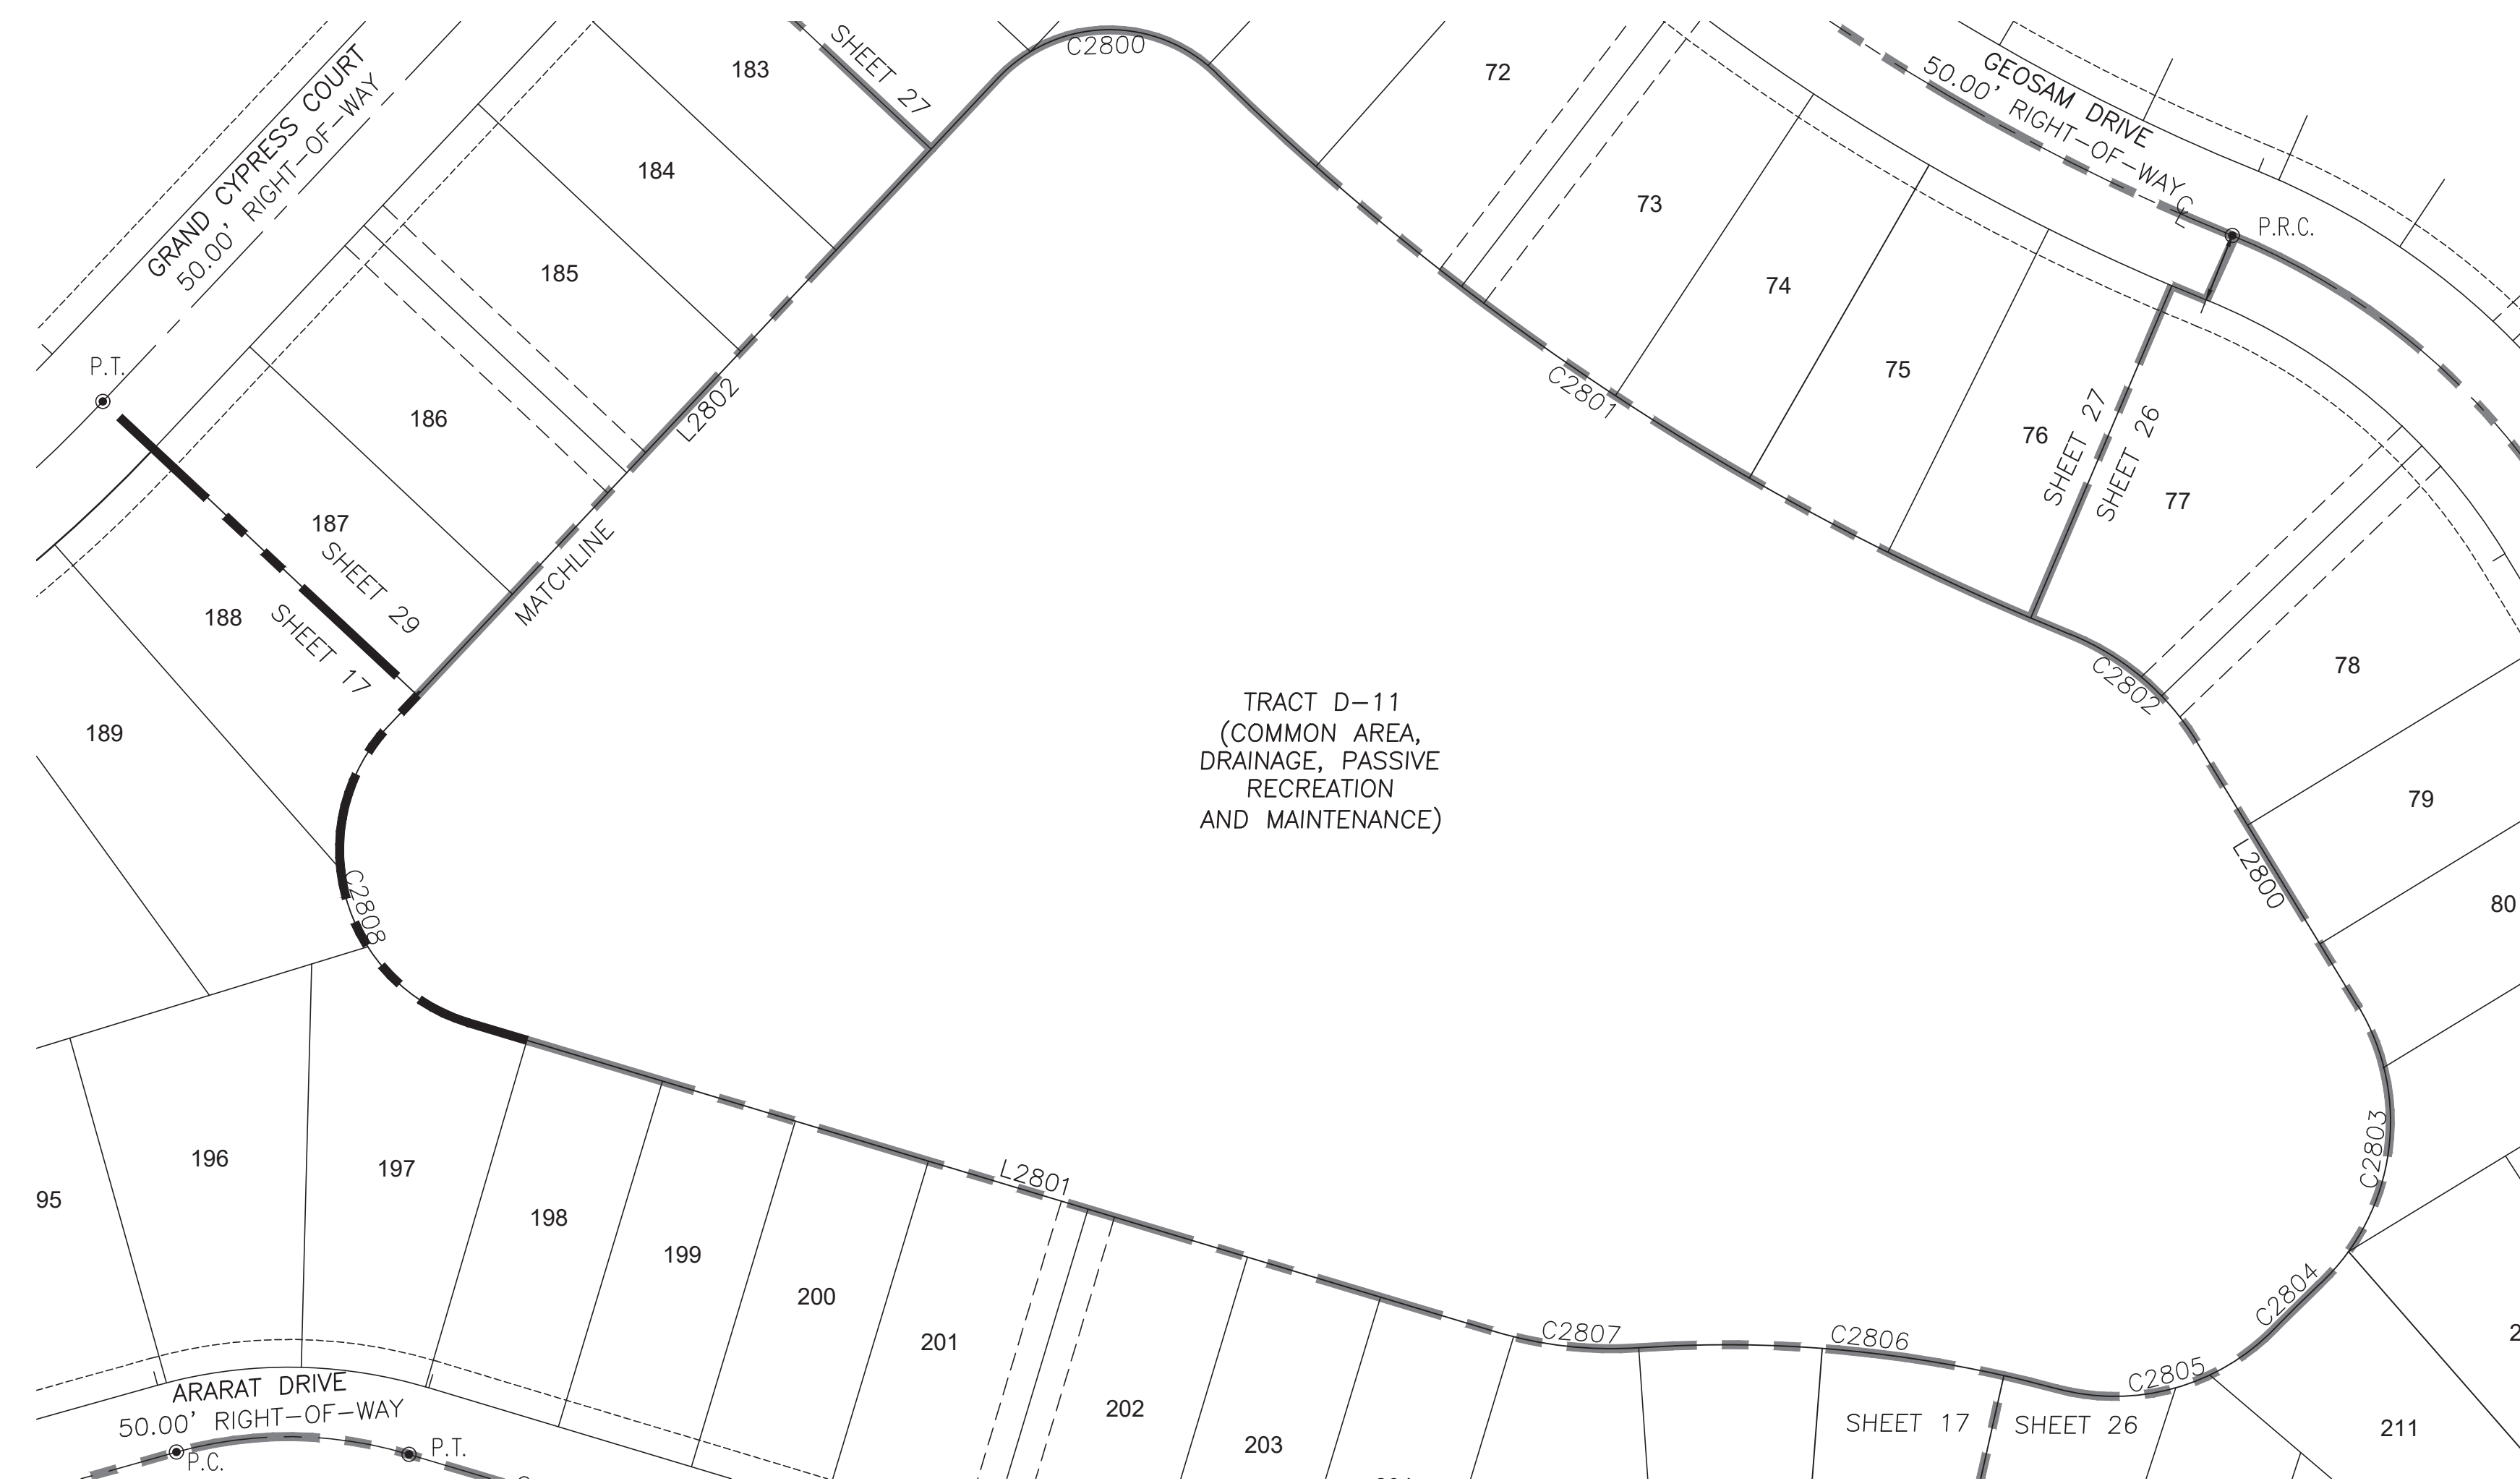 GRAND CYPRESS COURT
50.00' RIGHT-OF-WAY
183
SHEET 27
C2800
72
GEOSAM DRIVE
50.00' RIGHT-OF-WAY
℄
P.R.C.
184
185
73
74
75
76
SHEET 27
SHEET 26
77
78
P.T.
186
L2802
C2801
187
SHEET 29
MATCHLINE
188
SHEET 17
189
C2802
79
80
L2800
TRACT D-11
(COMMON AREA,
DRAINAGE, PASSIVE
RECREATION
AND MAINTENANCE)
C2808
C2803
C2804
95
196
197
198
199
200
201
L2801
202
203
C2807
C2806
C2805
SHEET 17
SHEET 26
211
ARARAT DRIVE
50.00' RIGHT-OF-WAY
P.C.
P.T.